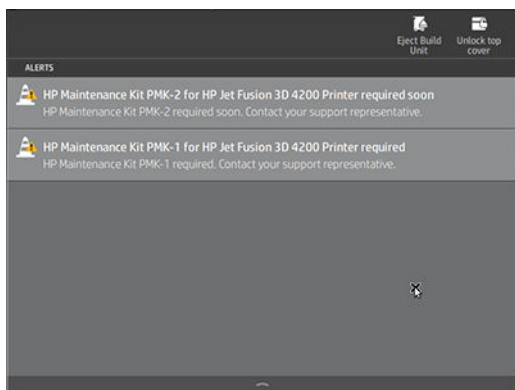 Eject Build
Unit
Unlock top
cover
ALERTS
HP Maintenance Kit PMK-2 for HP Jet Fusion 3D 4200 Printer required soon
HP Maintenance Kit PMK-2 required soon. Contact your support representative.
HP Maintenance Kit PMK-1 for HP Jet Fusion 3D 4200 Printer required
HP Maintenance Kit PMK-1 required. Contact your support representative.